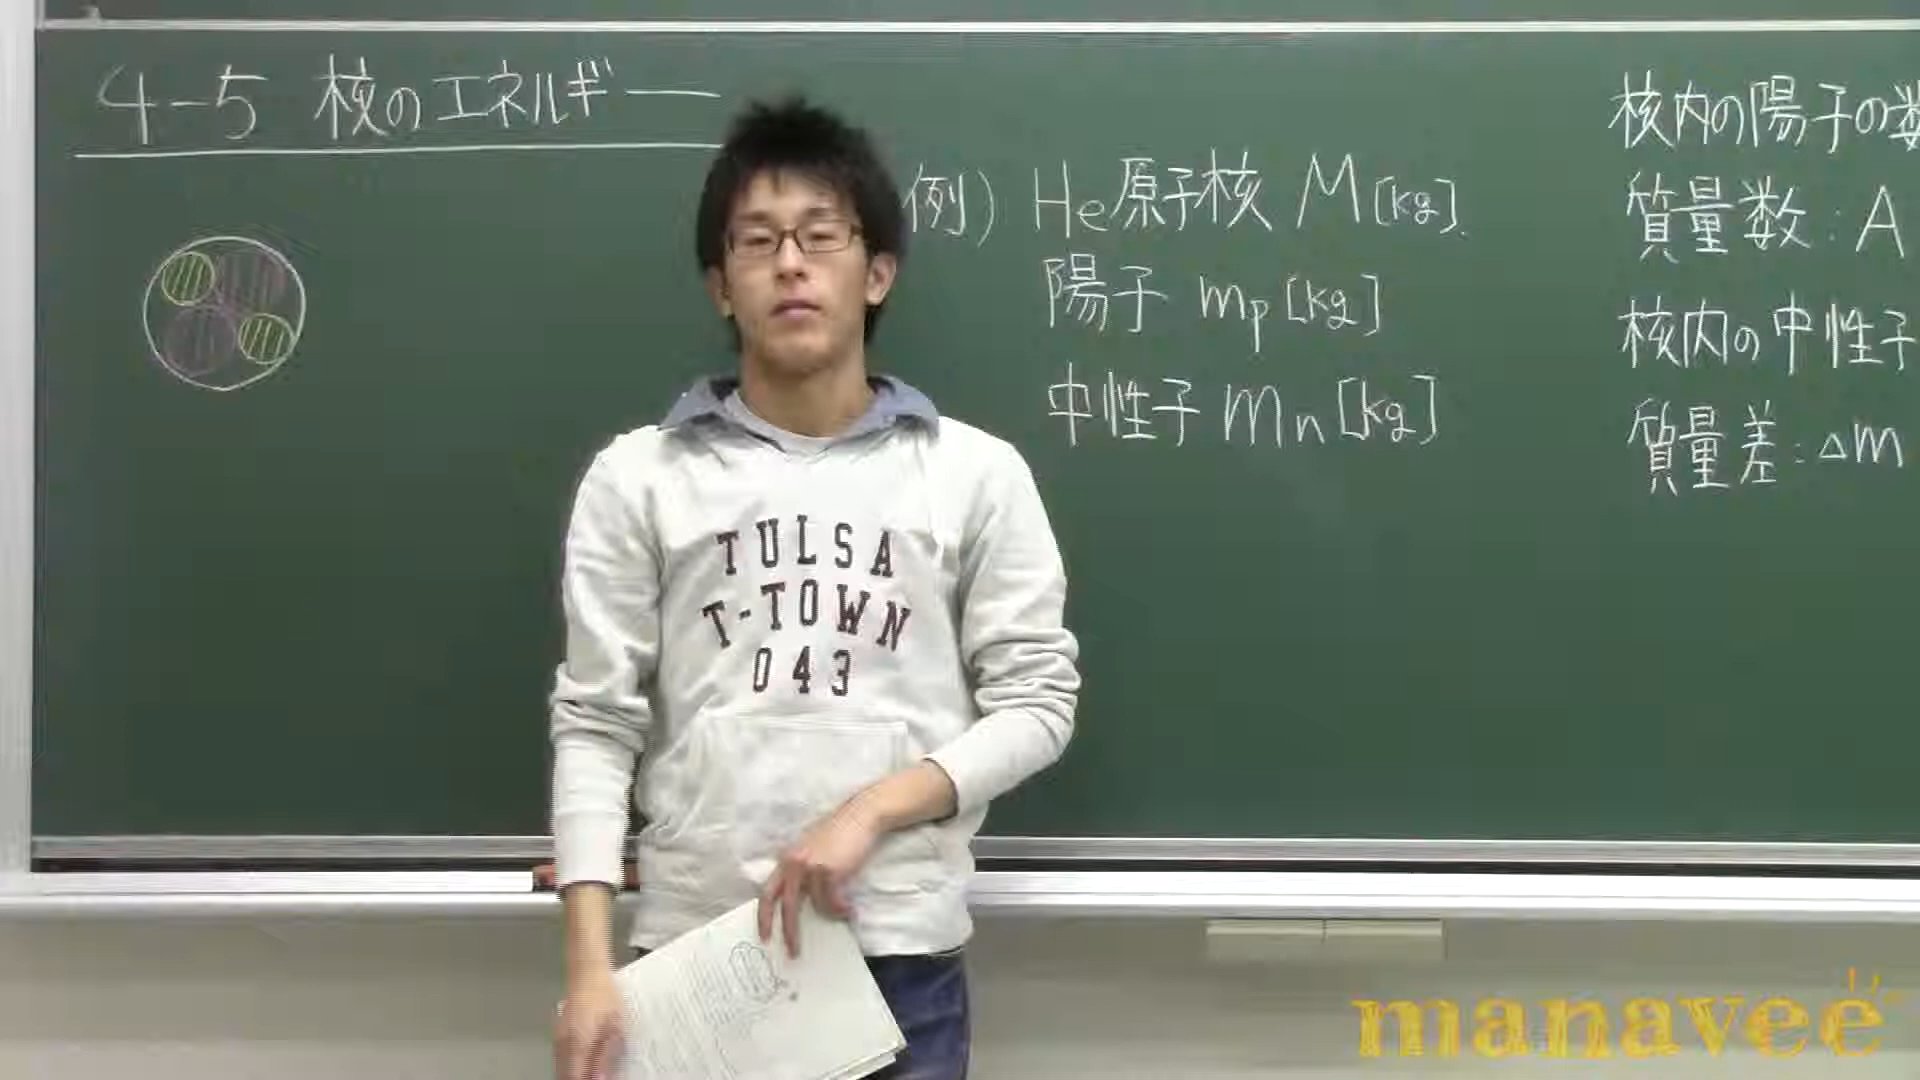 4-5 核のエネルギー
例) He原子核 M[kg].
陽子 mp[kg]
中性子 mn[kg]
核内の陽子の数
質量数:A
核内の中性子
質量差:△m
TULSA
T-TOWN
043
manavee